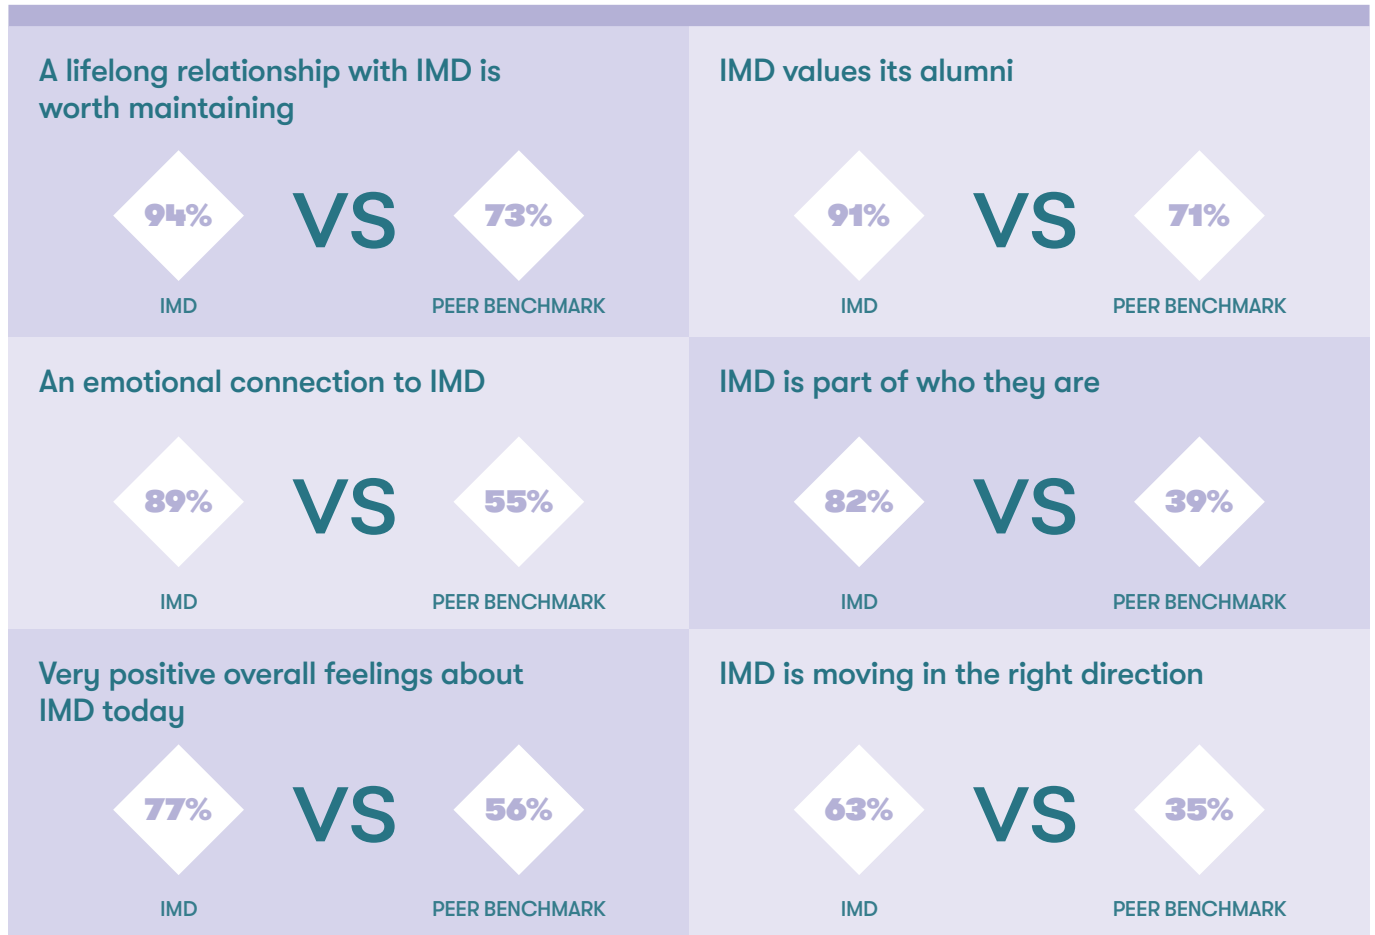 A lifelong relationship with IMD is
worth maintaining
94%
VS
73%
IMD
PEER BENCHMARK
IMD values its alumni
91%
VS
71%
IMD
PEER BENCHMARK
An emotional connection to IMD
89%
VS
55%
IMD
PEER BENCHMARK
IMD is part of who they are
82%
VS
39%
IMD
PEER BENCHMARK
Very positive overall feelings about
IMD today
77%
VS
56%
IMD
PEER BENCHMARK
IMD is moving in the right direction
63%
VS
35%
IMD
PEER BENCHMARK